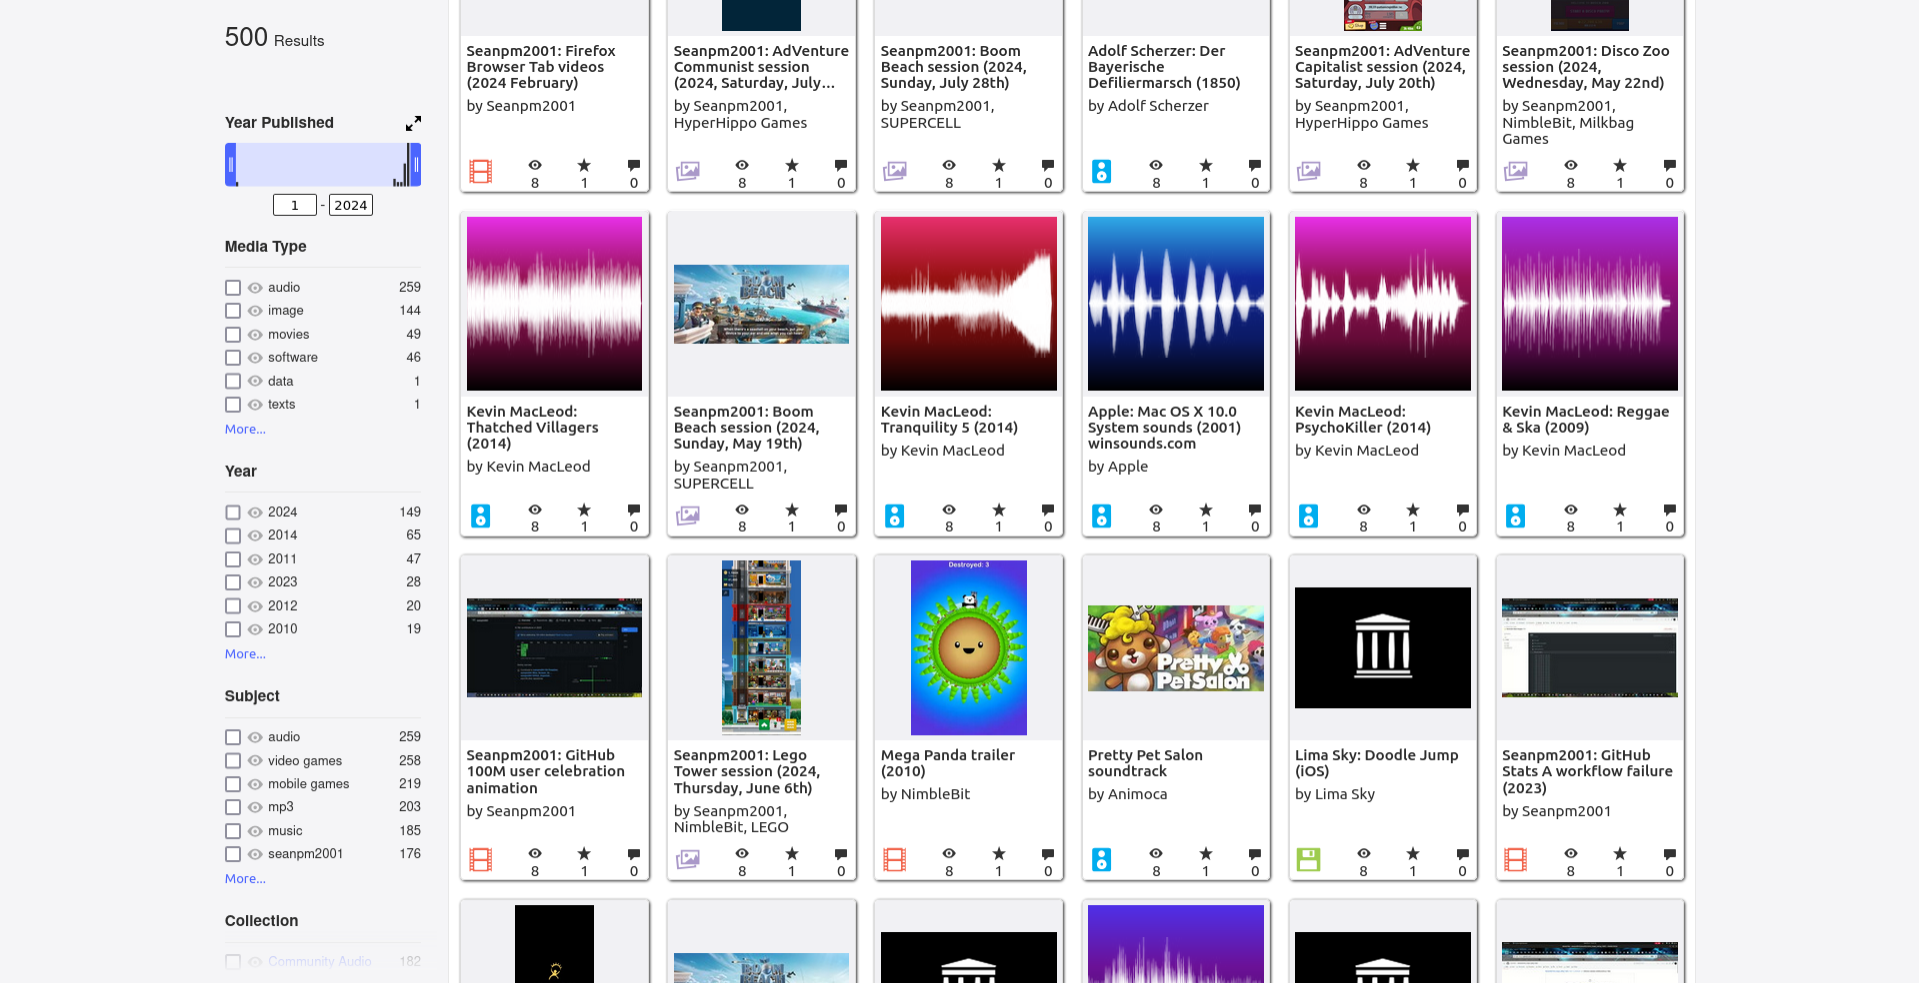 500 Results
Year Published
1 - 2024
Media Type
audio 259
image 144
movies 49
software 46
data 1
texts 1
More...
Year
2024 149
2014 65
2011 47
2023 28
2012 20
2010 19
More...
Subject
audio 259
video games 258
mobile games 219
mp3 203
music 185
seanpm2001 176
More...
Collection
Community Audio 182
Seanpm2001: Firefox
Browser Tab videos
(2024 February)
by Seanpm2001
8 1 0
Seanpm2001: AdVenture
Communist session
(2024, Saturday, July...
by Seanpm2001,
HyperHippo Games
8 1 0
Seanpm2001: Boom
Beach session (2024,
Sunday, July 28th)
by Seanpm2001,
SUPERCELL
8 1 0
Adolf Scherzer: Der
Bayerische
Defiliermarsch (1850)
by Adolf Scherzer
8 1 0
Seanpm2001: AdVenture
Capitalist session (2024,
Saturday, July 20th)
by Seanpm2001,
HyperHippo Games
8 1 0
Seanpm2001: Disco Zoo
session (2024,
Wednesday, May 22nd)
by Seanpm2001,
NimbleBit, Milkbag
Games
8 1 0
Kevin MacLeod:
Thatched Villagers
(2014)
by Kevin MacLeod
8 1 0
BOOM
BEACH
Seanpm2001: Boom
Beach session (2024,
Sunday, May 19th)
by Seanpm2001,
SUPERCELL
8 1 0
Kevin MacLeod:
Tranquility 5 (2014)
by Kevin MacLeod
8 1 0
Apple: Mac OS X 10.0
System sounds (2001)
winsounds.com
by Apple
8 1 0
Kevin MacLeod:
PsychoKiller (2014)
by Kevin MacLeod
8 1 0
Kevin MacLeod: Reggae
& Ska (2009)
by Kevin MacLeod
8 1 0
Seanpm2001: GitHub
100M user celebration
animation
by Seanpm2001
8 1 0
Seanpm2001: Lego
Tower session (2024,
Thursday, June 6th)
by Seanpm2001,
NimbleBit, LEGO
8 1 0
Destroyed: 3
Mega Panda trailer
(2010)
by NimbleBit
8 1 0
Pretty
Pet Salon
Pretty Pet Salon
soundtrack
by Animoca
8 1 0
Lima Sky: Doodle Jump
(iOS)
by Lima Sky
8 1 0
Seanpm2001: GitHub
Stats A workflow failure
(2023)
by Seanpm2001
8 1 0
BOOM
BEACH